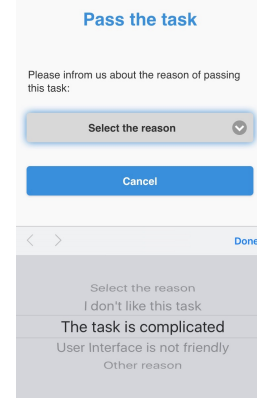 Pass the task
Please infrom us about the reason of passing
this task:
Select the reason
Cancel
Done
Select the reason
I don't like this task
The task is complicated
User Interface is not friendly
Other reason